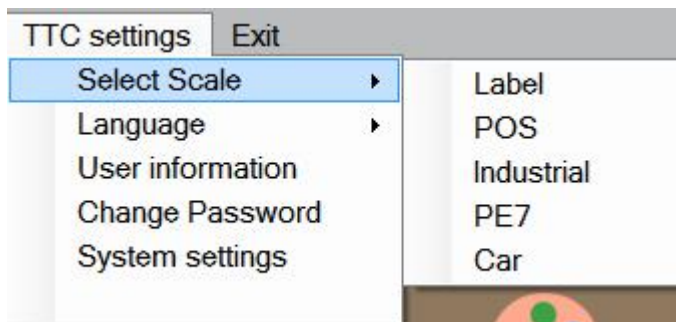 TTC settings Exit
Select Scale
Language
User information
Change Password
System settings
Label
POS
Industrial
PE7
Car